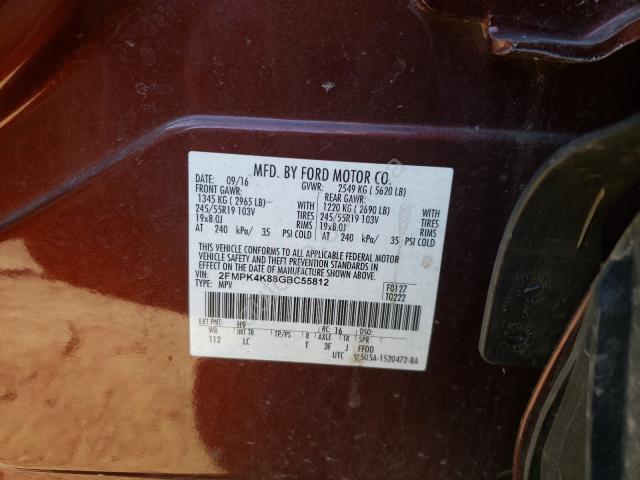 MFD. BY FORD MOTOR CO.
DATE: 09/16 GVWR: 2549 KG ( 5620 LB)
FRONT GAWR: REAR GAWR:
1345 KG ( 2965 LB) WITH 1220 KG ( 2690 LB) WITH
245/55R19 103V TIRES 245/55R19 103V TIRES
19x8.0J RIMS 19x8.0J RIMS
AT 240 kPa/ 35 PSI COLD AT 240 kPa/ 35 PSI COLD
THIS VEHICLE CONFORMS TO ALL APPLICABLE FEDERAL MOTOR
VEHICLE SAFETY AND THEFT PREVENTION STANDARDS IN EFFECT
ON THE DATE OF MANUFACTURE SHOWN ABOVE.
VIN: 2FMPK4K88GBC55812 F0127
TYPE: MPV T0222
EXT PNT: H9 RC: 16 DSO:
WB INT TR TP/PS R AXLE TR SPR
112 LC T 3F J FFDD
UTC 5U5A-1520472-BA